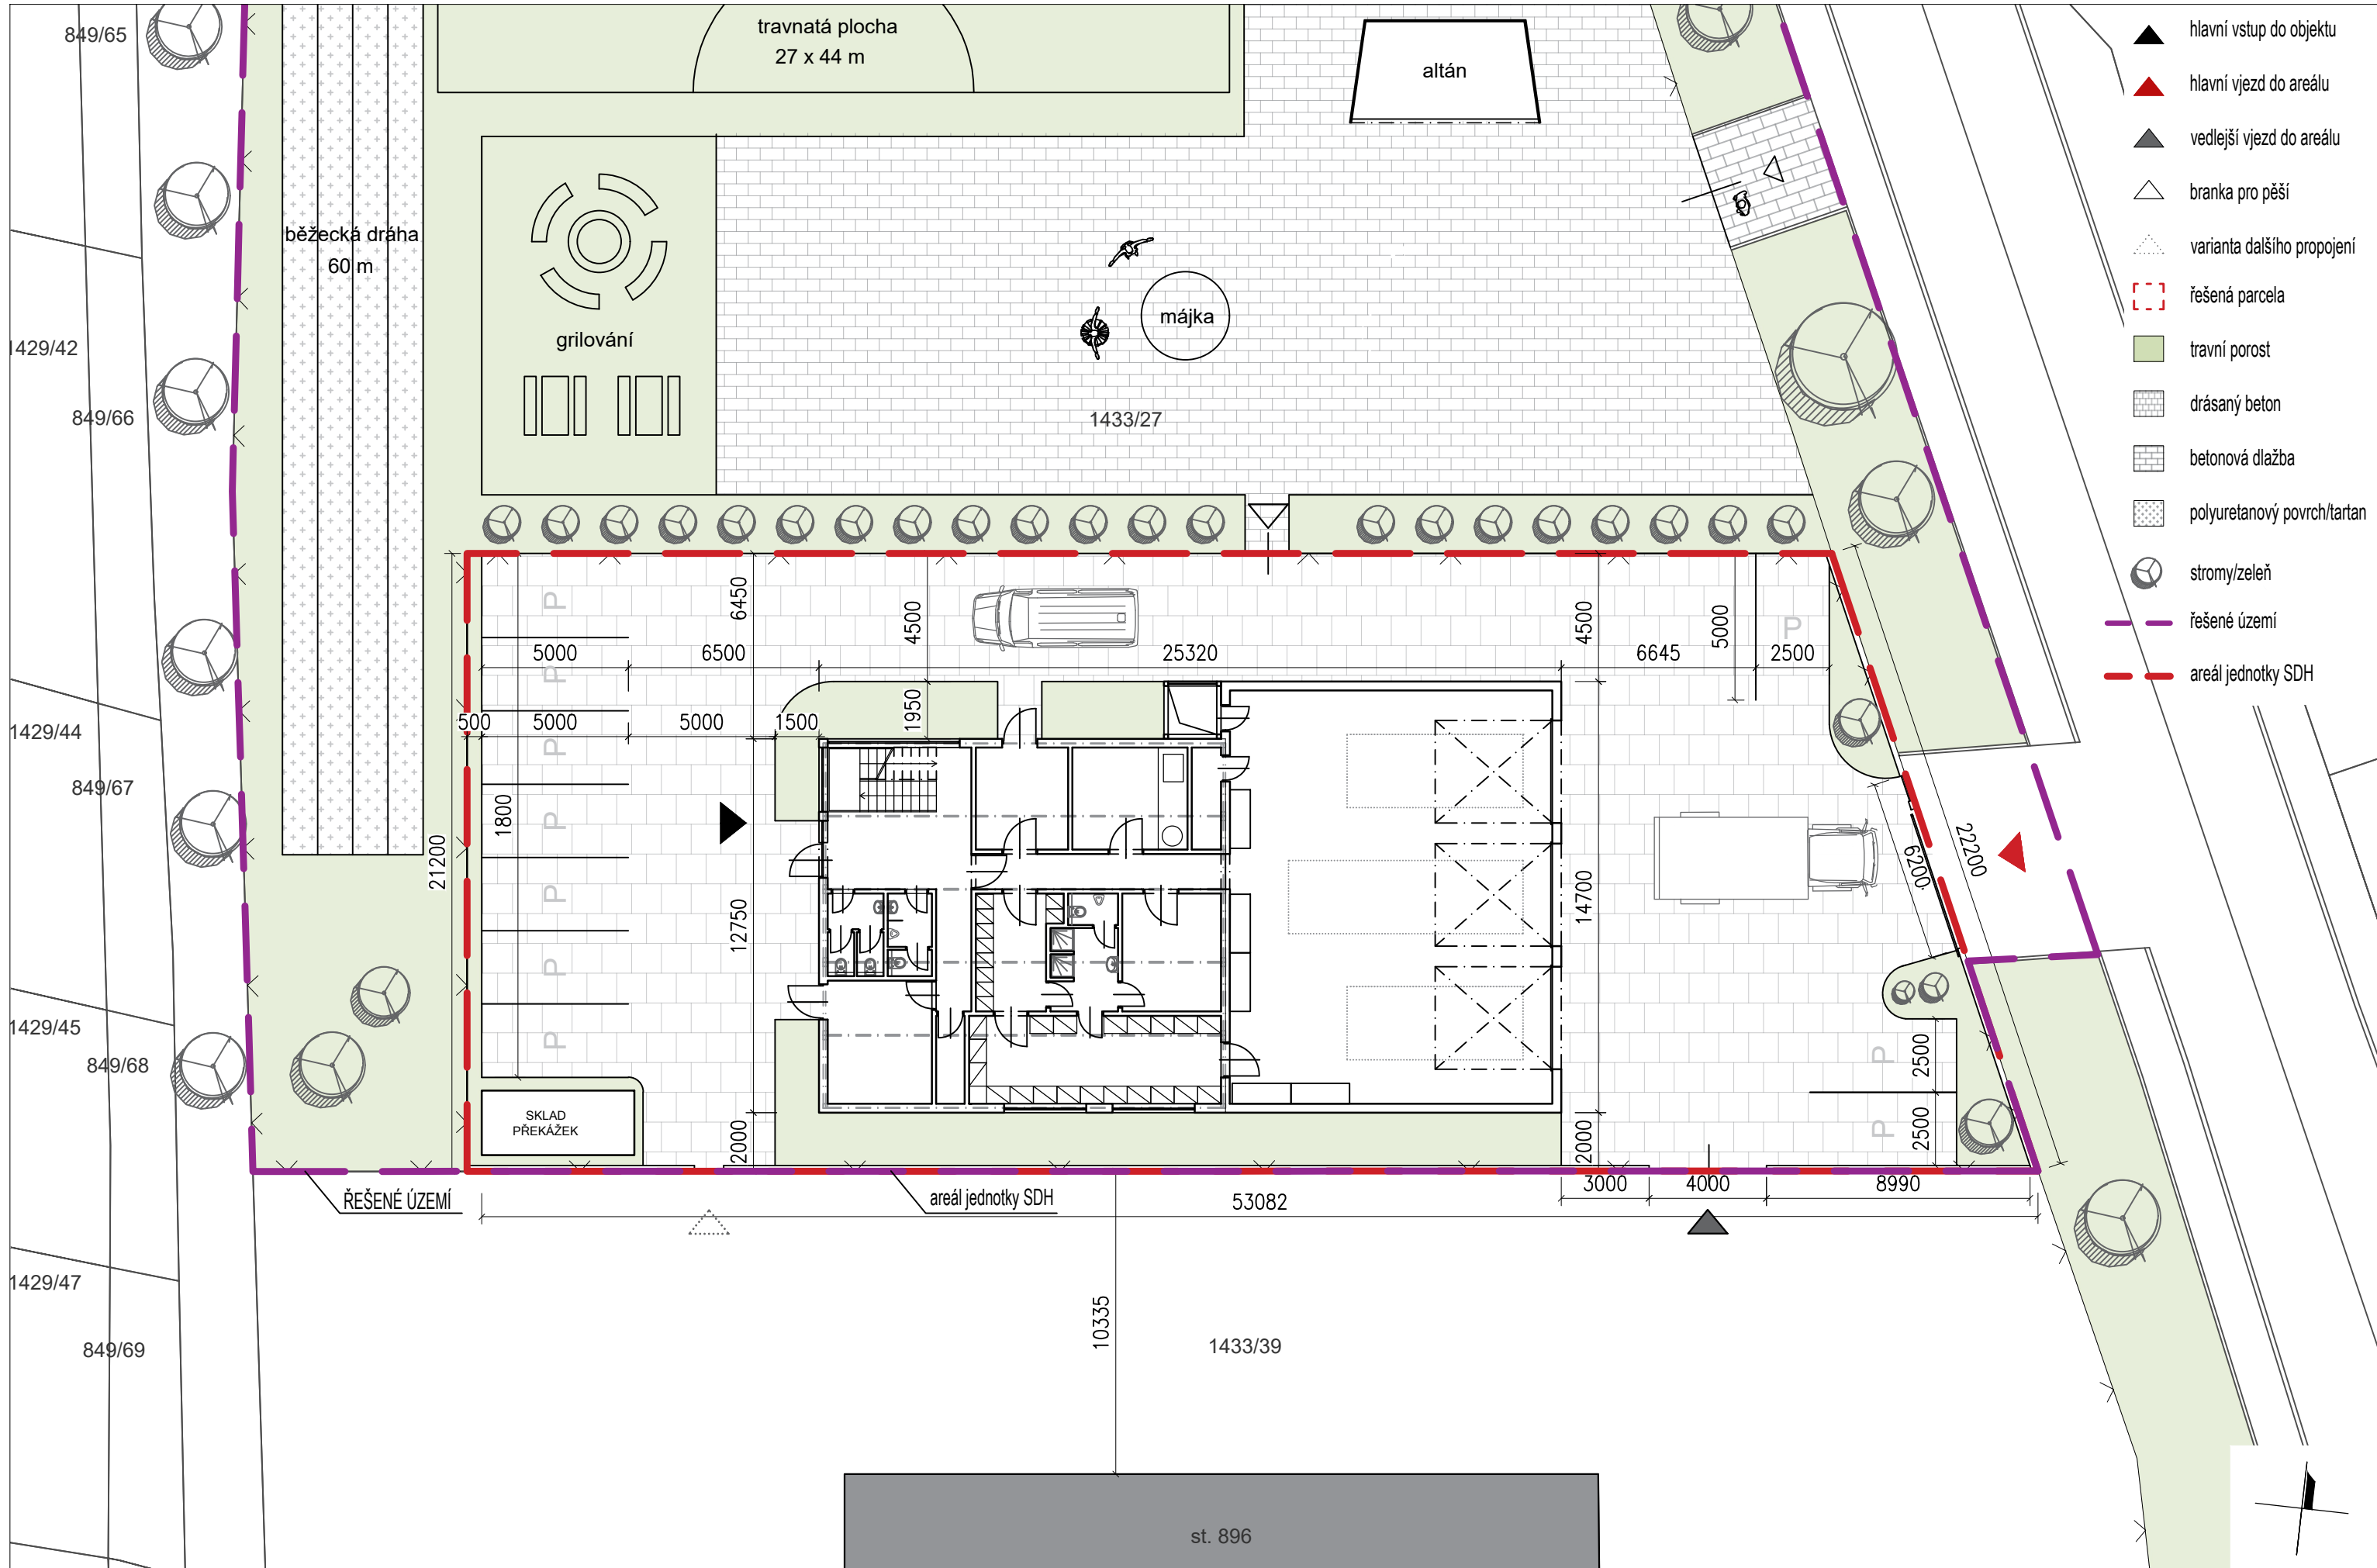 849/65
1429/42
849/66
1429/44
849/67
1429/45
849/68
1429/47
849/69
běžecká dráha
60 m
travnatá plocha
27 x 44 m
altán
grilování
májka
1433/27
P
P
P
P
P
P
P
P
P
P
6450
4500
4500
5000
5000
6500
25320
6645
2500
500
5000
5000
1500
1950
1800
21200
12750
14700
6200
22200
2500
2500
2000
2000
SKLAD
PŘEKÁŽEK
ŘEŠENÉ ÚZEMÍ
areál jednotky SDH
53082
3000
4000
8990
10335
1433/39
st. 896
hlavní vstup do objektu
hlavní vjezd do areálu
vedlejší vjezd do areálu
branka pro pěší
varianta dalšího propojení
řešená parcela
travní porost
drásaný beton
betonová dlažba
polyuretanový povrch/tartan
stromy/zeleň
řešené území
areál jednotky SDH